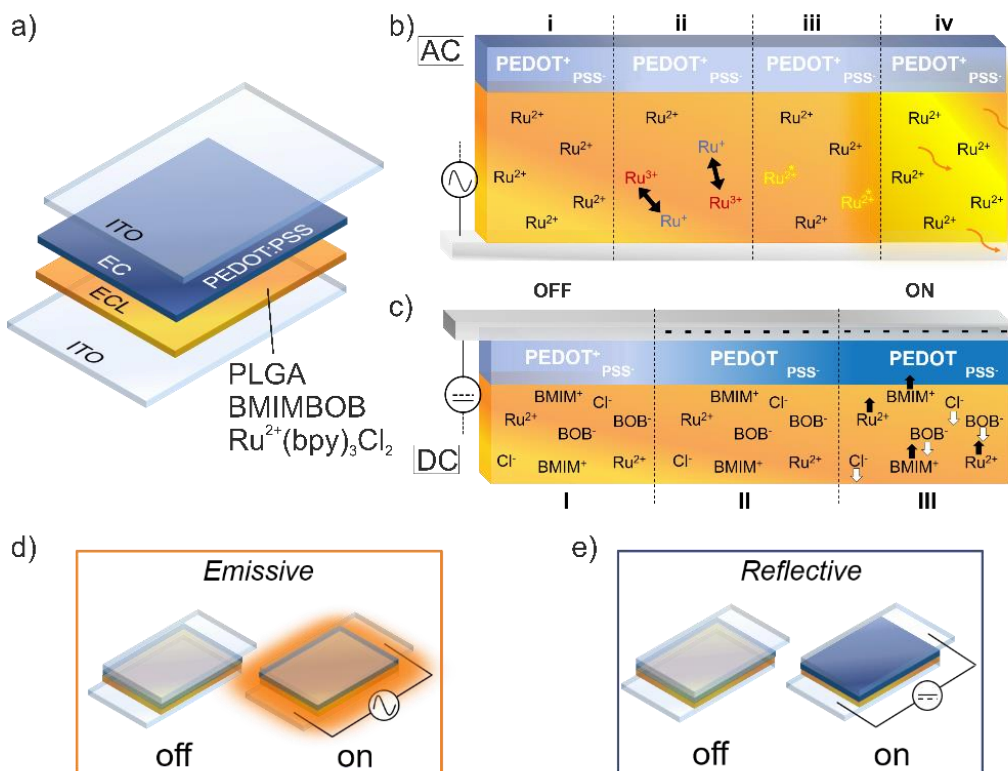 a)
ITO
EC
PEDOT:PSS
ECL
ITO
PLGA
BMIMBOB
Ru²⁺(bpy)₃Cl₂
b)
AC
i
ii
iii
iv
PEDOT⁺
PSS⁻
PEDOT⁺
PSS⁻
PEDOT⁺
PSS⁻
PEDOT⁺
PSS⁻
Ru²⁺
Ru²⁺
Ru²⁺
Ru²⁺
Ru²⁺
Ru²⁺
Ru⁺
Ru³⁺
Ru³⁺
Ru⁺
Ru²⁺
Ru²⁺
Ru²⁺*
Ru²⁺*
Ru²⁺
Ru²⁺
Ru²⁺
Ru²⁺
OFF
ON
c)
DC
PEDOT⁺
PSS⁻
PEDOT
PSS⁻
PEDOT
PSS⁻
BMIM⁺
Cl⁻
Ru²⁺
BOB⁻
Cl⁻
BMIM⁺
Ru²⁺
BMIM⁺
Cl⁻
Ru²⁺
BOB⁻
Cl⁻
BMIM⁺
Ru²⁺
BMIM⁺
Cl⁻
Ru²⁺
BOB⁻
BOB⁻
Cl⁻
BMIM⁺
Ru²⁺
I
II
III
d)
Emissive
off
on
e)
Reflective
off
on